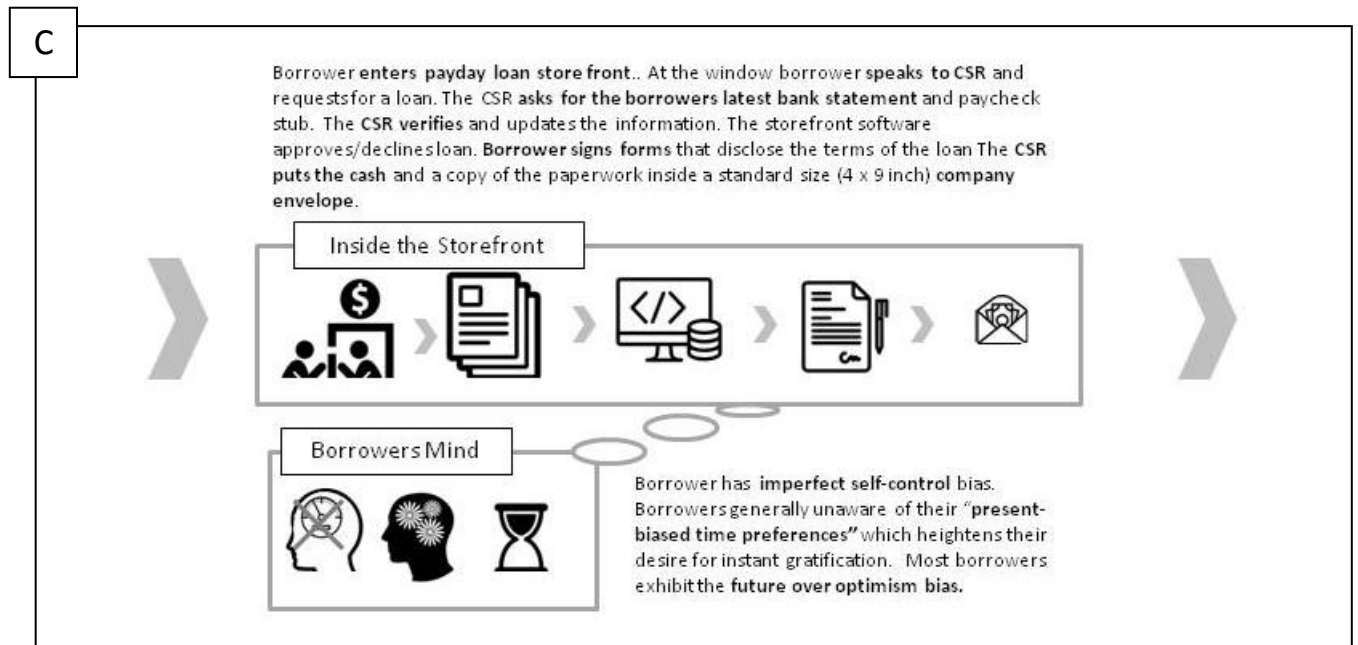 C
Borrower enters payday loan store front.. At the window borrower speaks to CSR and
requests for a loan. The CSR asks for the borrowers latest bank statement and paycheck
stub. The CSR verifies and updates the information. The storefront software
approves/declines loan. Borrower signs forms that disclose the terms of the loan The CSR
puts the cash and a copy of the paperwork inside a standard size (4 x 9 inch) company
envelope.
Inside the Storefront
$
</>
Borrowers Mind
Borrower has imperfect self-control bias.
Borrowers generally unaware of their “present-
biased time preferences” which heightens their
desire for instant gratification. Most borrowers
exhibit the future over optimism bias.